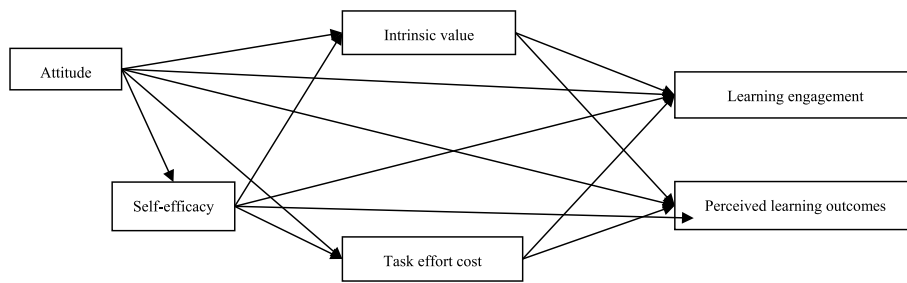 Intrinsic value
Attitude
Learning engagement
Self-efficacy
Perceived learning outcomes
Task effort cost